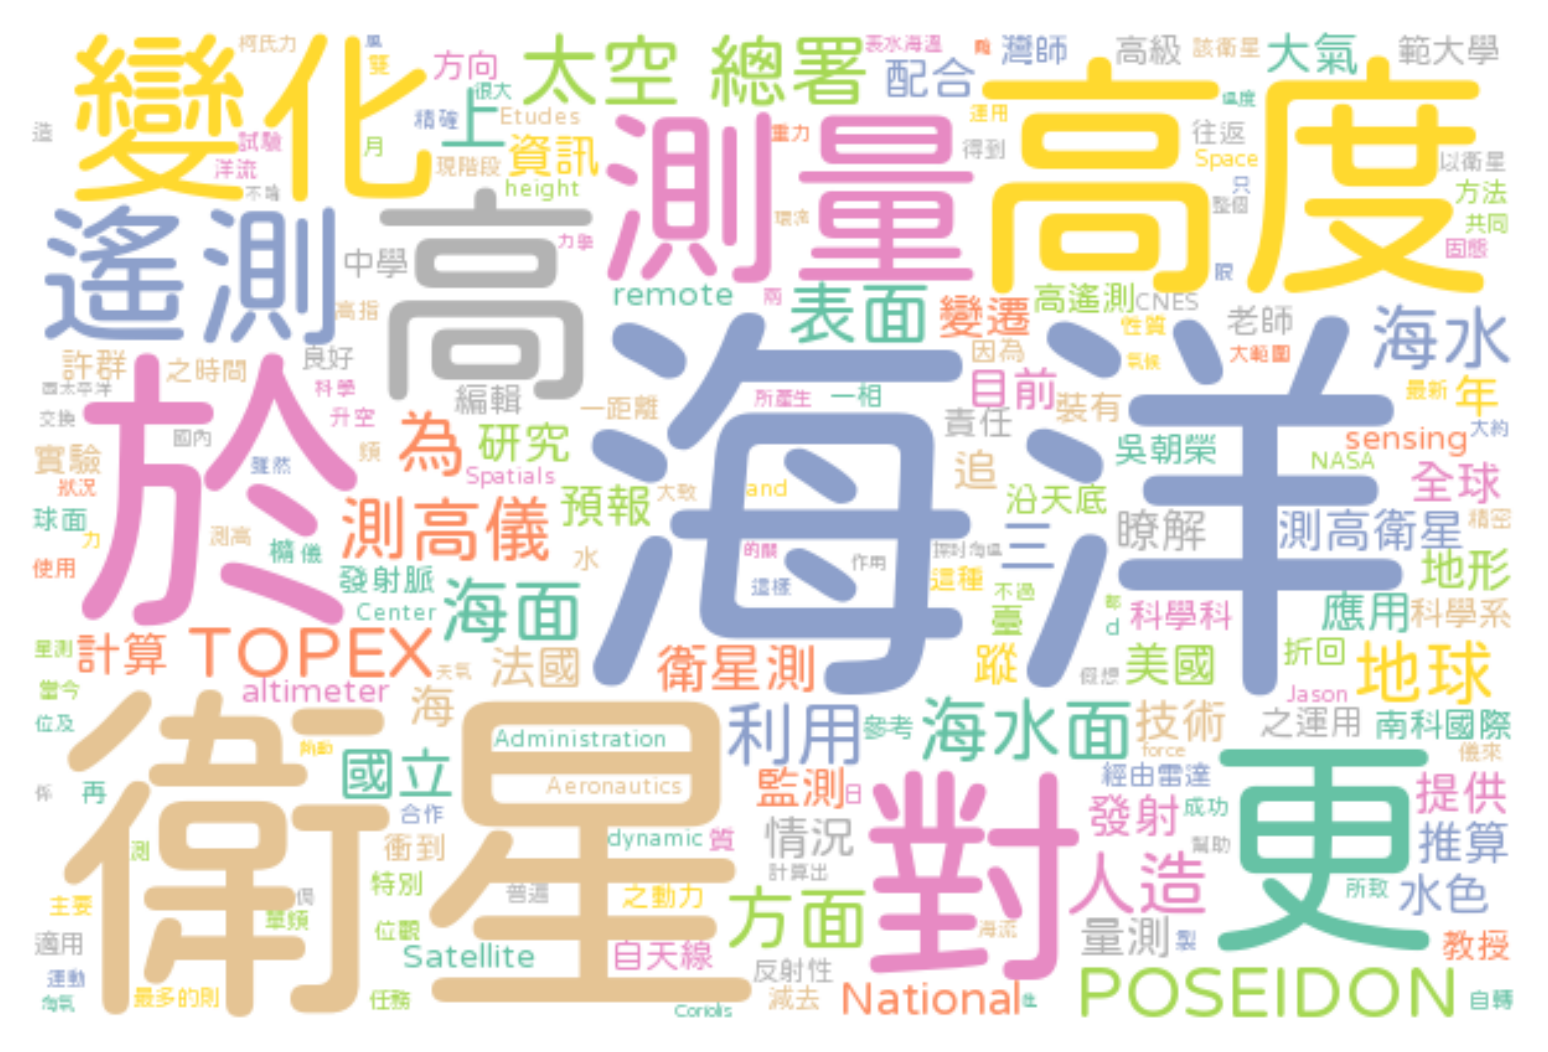 變化
柯氏力
方向
太空
總署
表水海溫
配合
灣師
高級
該衛星
大氣
範大學
雙
很大
上
精確
Etudes
造
試驗
月
現階段
資訊
測量
重力
運用
高度
溫度
往返
得到
Space
以衛星
洋流
height
只
整個
方法
共同
遙測
高
中學
力學
固態
高指
remote
兩
表面
變遷
高遙測
CNES
性質
老師
海水
許群
之時間
良好
因為
大範圍
氣候
科學
編輯
一距離
所產生
一相
目前
裝有
最新
年
交換
升空
於
國內
為
研究
責任
吳朝榮
sensing
大約
實驗
雖然
Spatials
追
NASA
全球
狀況
預報
大致
and
海洋
沿天底
球面
力
測高
測高儀
三
瞭解
測高衛星
精密
使用
儀
水
的關
作用
這樣
這種
地形
發射脈
Center
海面
不過
臺
都
d
科學科
應用
科學系
星測
計算
TOPEX
天氣
法國
衛星測
蹤
假想
美國
折回
地球
當今
altimeter
海
Jason
位及
衛星
Administration
利用
參考
海水面
技術
force
之運用
南科國際
儀來
係
再
國立
Aeronautics
監測
日
經由雷達
提供
合作
對
發射
成功
更
測
衝到
dynamic
質
情況
幫助
推算
計算出
特別
普遍
之動力
人造
所致
水色
主要
單頻
位觀
方面
海流
適用
Satellite
自天線
量測
製
教授
運動
反射性
最多的則
任務
減去
National
POSEIDON
自轉
Coriolis